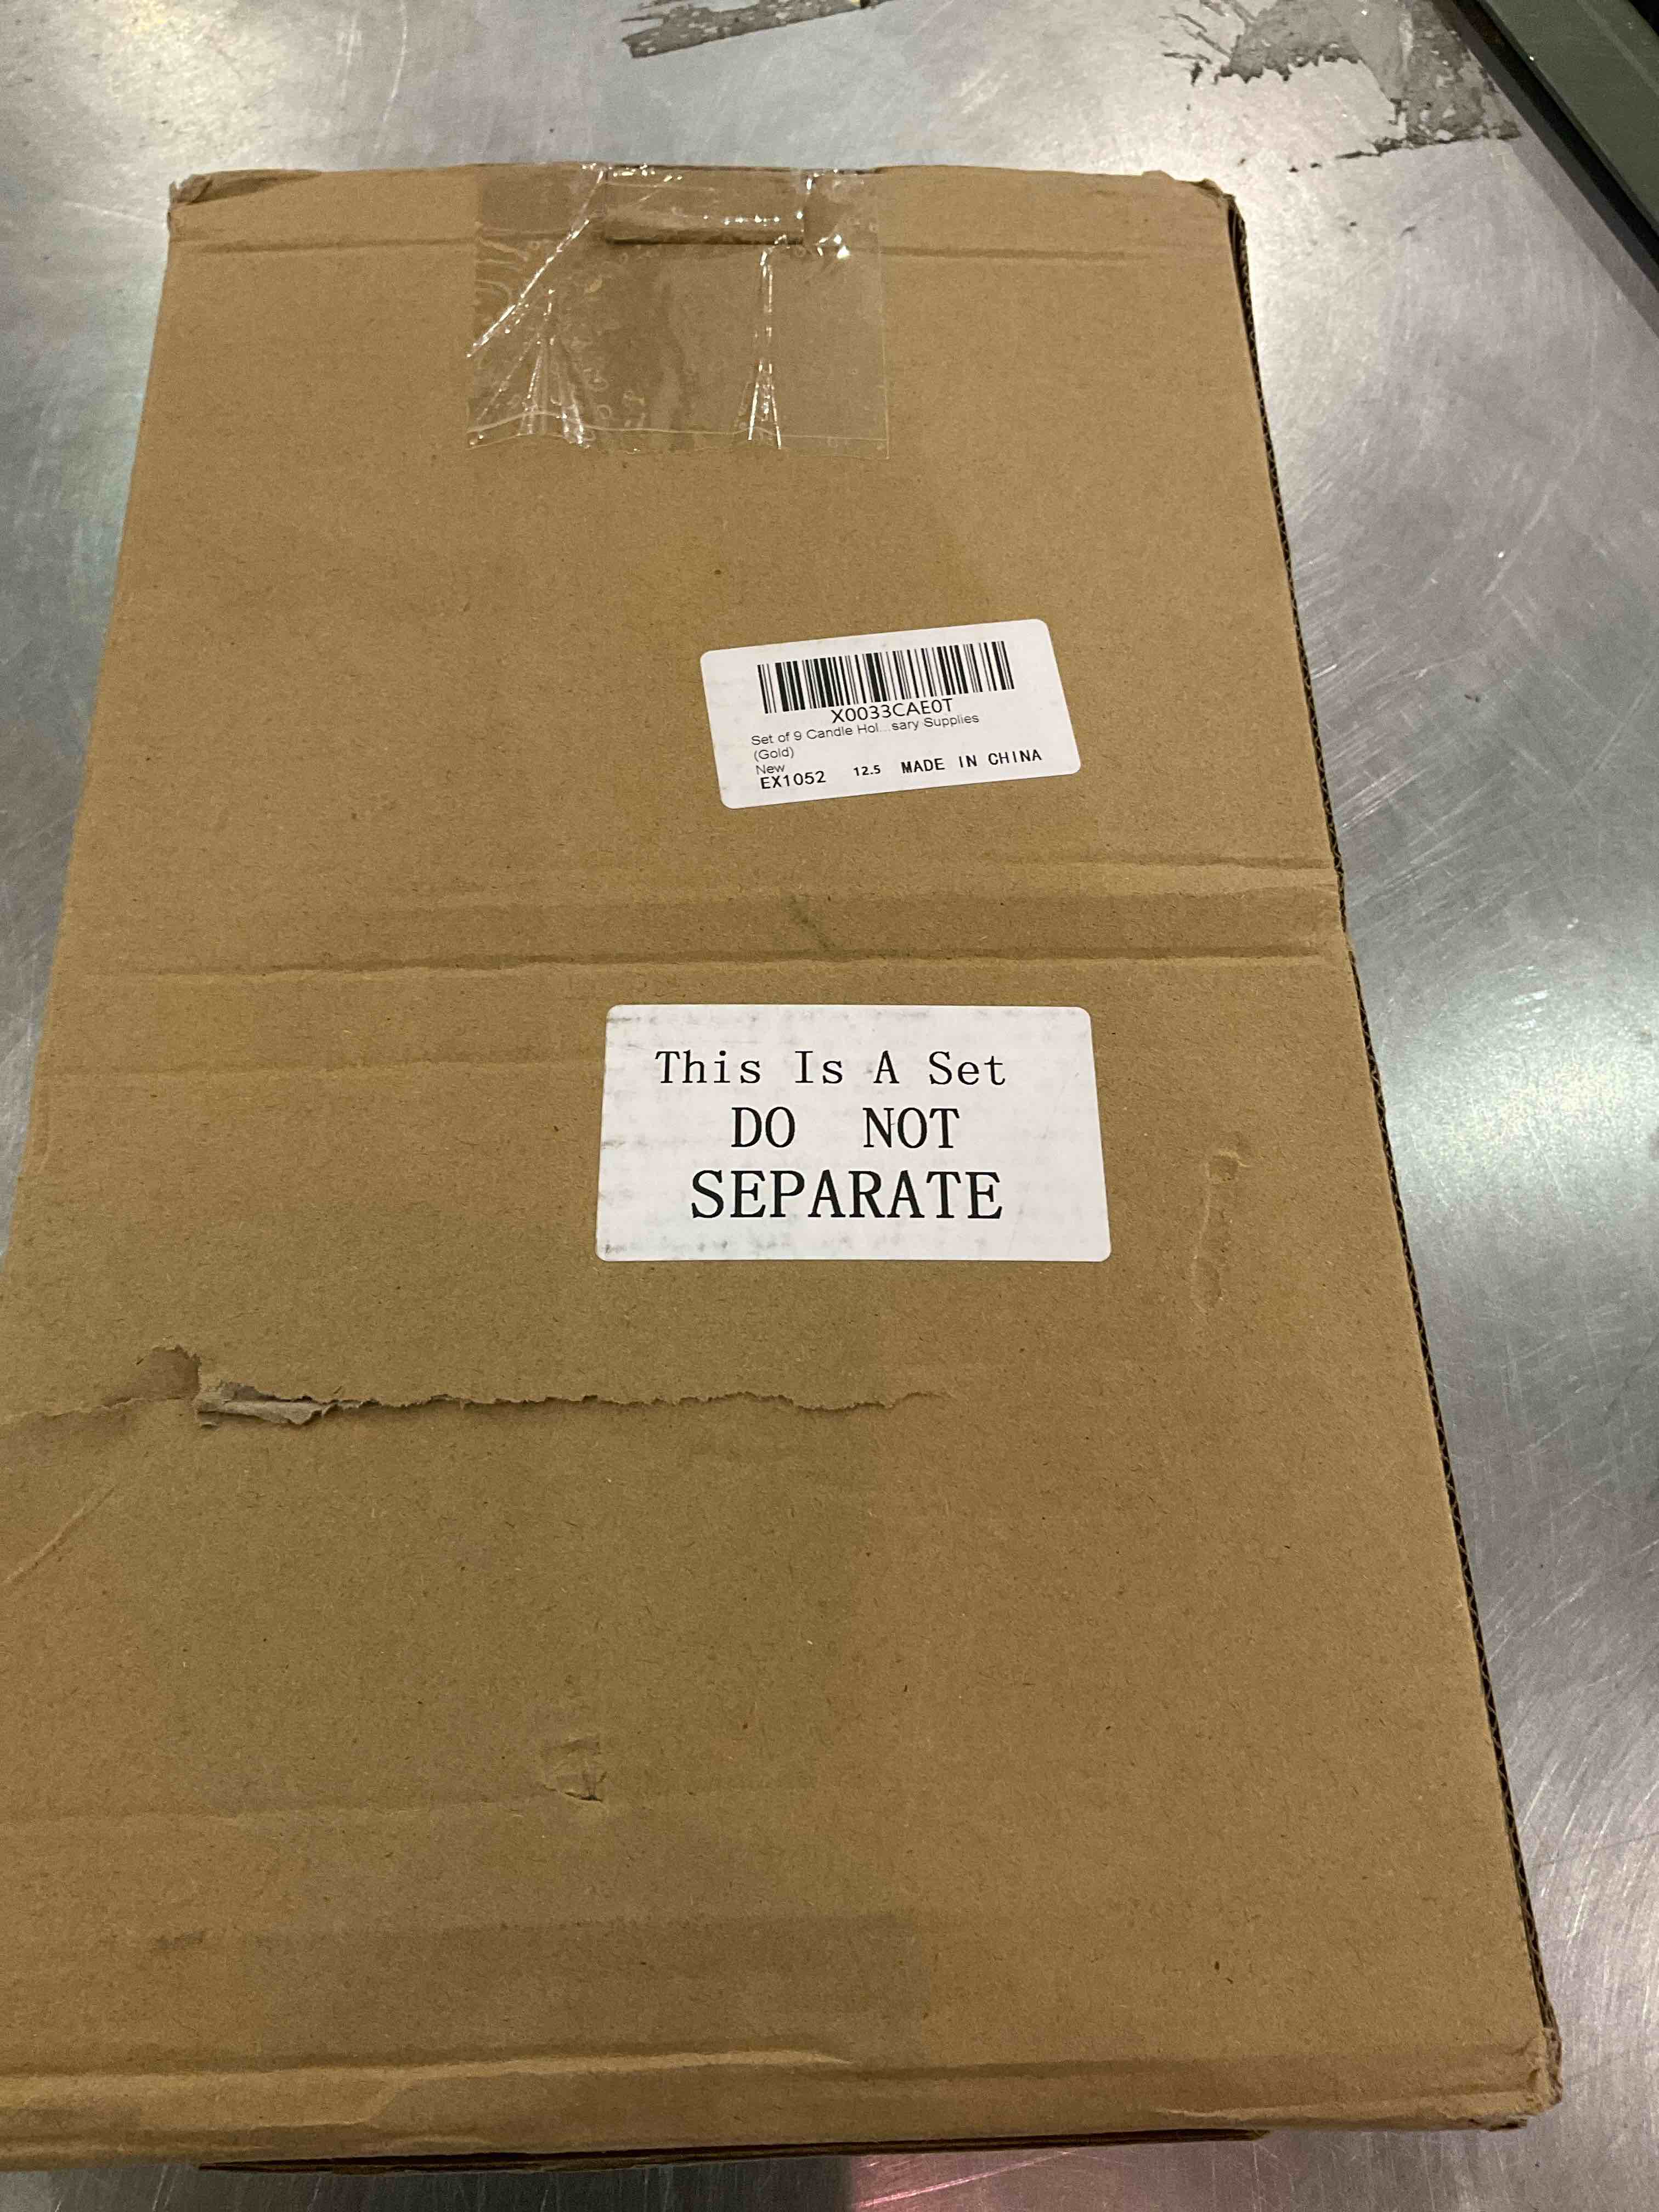 X0033CAE0T
Set of 9 Candle Hol...sary Supplies
(Gold)
New
EX1052 12.5 MADE IN CHINA
This Is A Set
DO NOT
SEPARATE